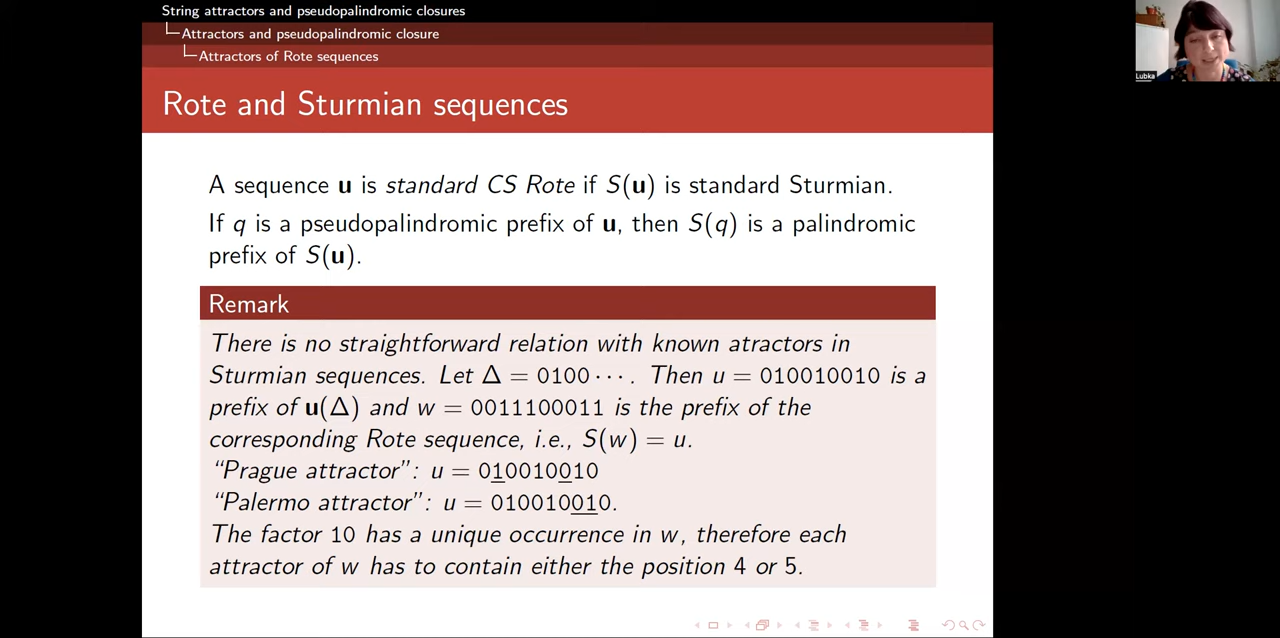 String attractors and pseudopalindromic closures
Attractors and pseudopalindromic closure
Attractors of Rote sequences
Rote and Sturmian sequences
A sequence u is standard CS Rote if S(u) is standard Sturmian.
If q is a pseudopalindromic prefix of u, then S(q) is a palindromic
prefix of S(u).
Remark
There is no straightforward relation with known atractors in
Sturmian sequences. Let Δ = 0100 ⋯. Then u = 010010010 is a
prefix of u(Δ) and w = 0011100011 is the prefix of the
corresponding Rote sequence, i.e., S(w) = u.
“Prague attractor”: u = 010010010
“Palermo attractor”: u = 010010010.
The factor 10 has a unique occurrence in w, therefore each
attractor of w has to contain either the position 4 or 5.
Lubka